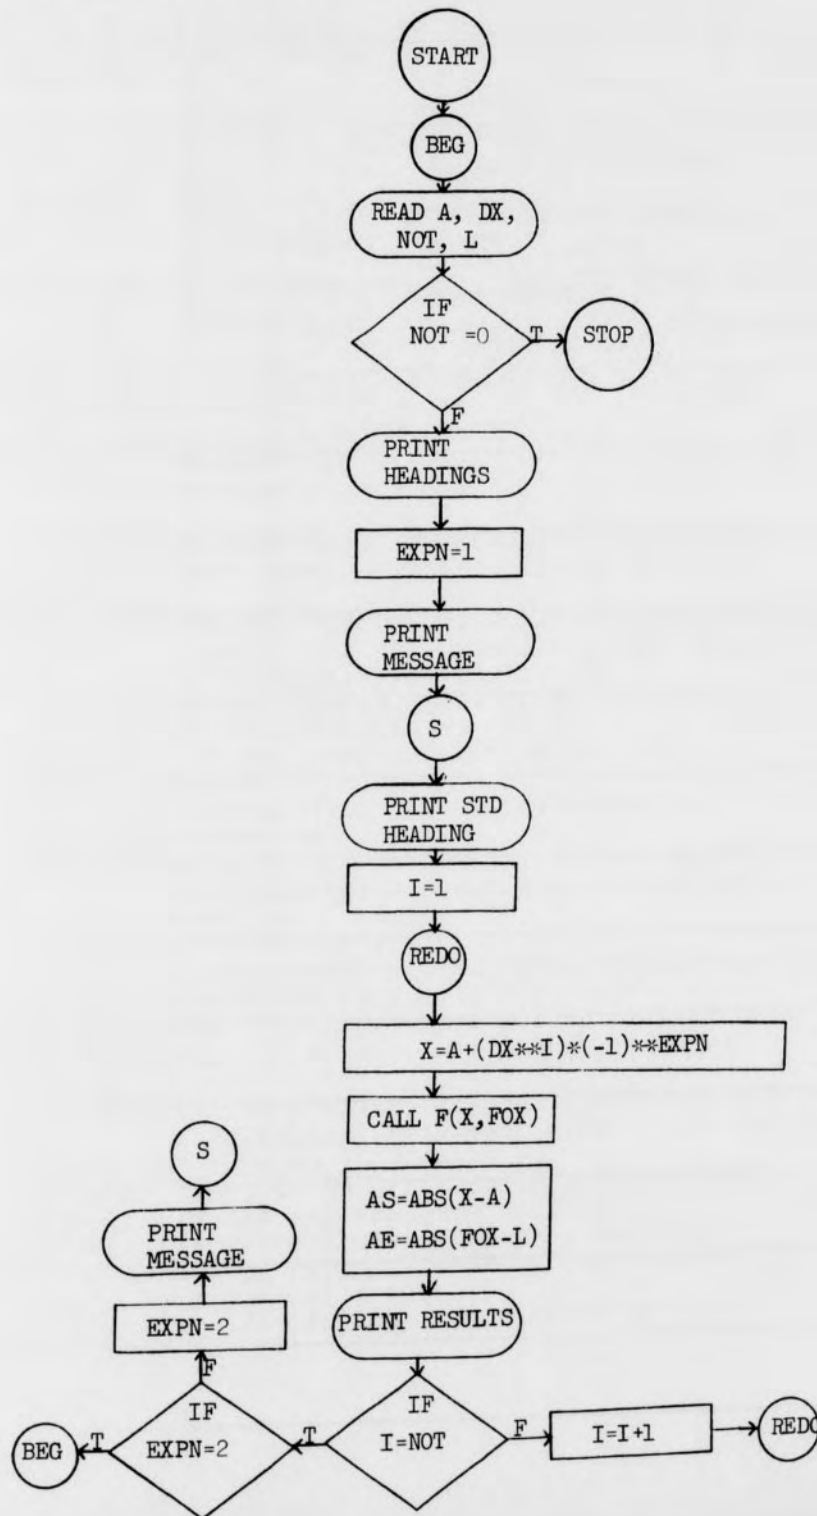 START
BEG
READ A, DX,
NOT, L
IF
NOT =0
T
STOP
F
PRINT
HEADINGS
EXPN=1
PRINT
MESSAGE
S
PRINT STD
HEADING
I=1
REDO
X=A+(DX**I)*(-1)**EXPN
CALL F(X,FOX)
AS=ABS(X-A)
AE=ABS(FOX-L)
PRINT RESULTS
IF
I=NOT
F
I=I+1
REDO
T
IF
EXPN=2
T
BEG
F
EXPN=2
PRINT
MESSAGE
S